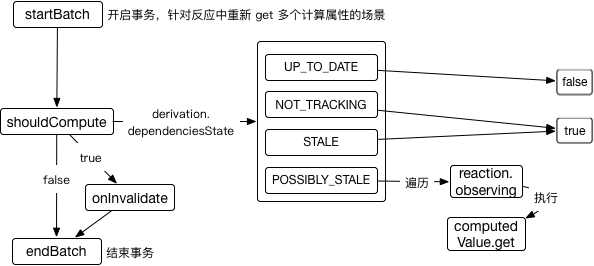 startBatch
开启事务，针对反应中重新 get 多个计算属性的场景
UP_TO_DATE
false
NOT_TRACKING
shouldCompute
derivation.
dependenciesState
true
STALE
true
false
POSSIBLY_STALE
遍历
reaction.
observing
onInvalidate
执行
computed
Value.get
endBatch
结束事务